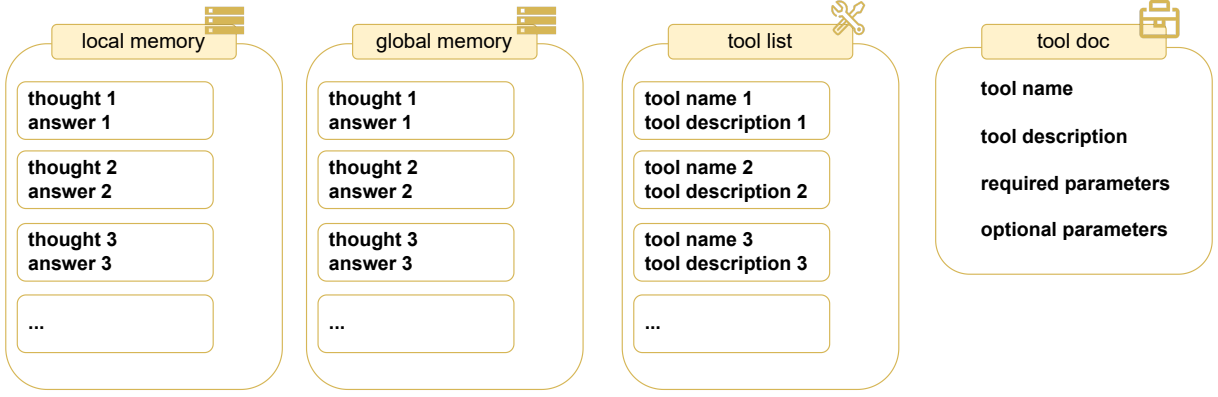 local memory
thought 1
answer 1
thought 2
answer 2
thought 3
answer 3
...
global memory
thought 1
answer 1
thought 2
answer 2
thought 3
answer 3
...
tool list
tool name 1
tool description 1
tool name 2
tool description 2
tool name 3
tool description 3
...
tool doc
tool name
tool description
required parameters
optional parameters